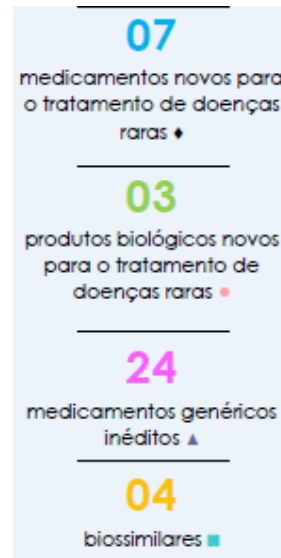 07
medicamentos novos para
o tratamento de doenças
raras ♦
03
produtos biológicos novos
para o tratamento de
doenças raras ●
24
medicamentos genéricos
inéditos ▲
04
biossimilares ■